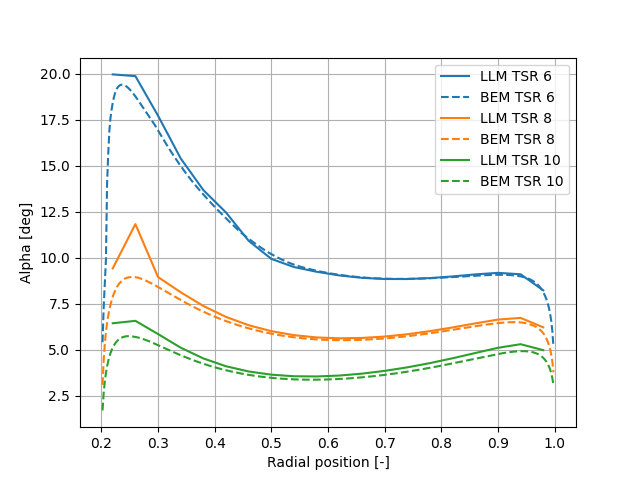 20.0
17.5
15.0
12.5
10.0
7.5
5.0
2.5
Alpha [deg]
LLM TSR 6
BEM TSR 6
LLM TSR 8
BEM TSR 8
LLM TSR 10
BEM TSR 10
0.2 0.3 0.4 0.5 0.6 0.7 0.8 0.9 1.0
Radial position [-]